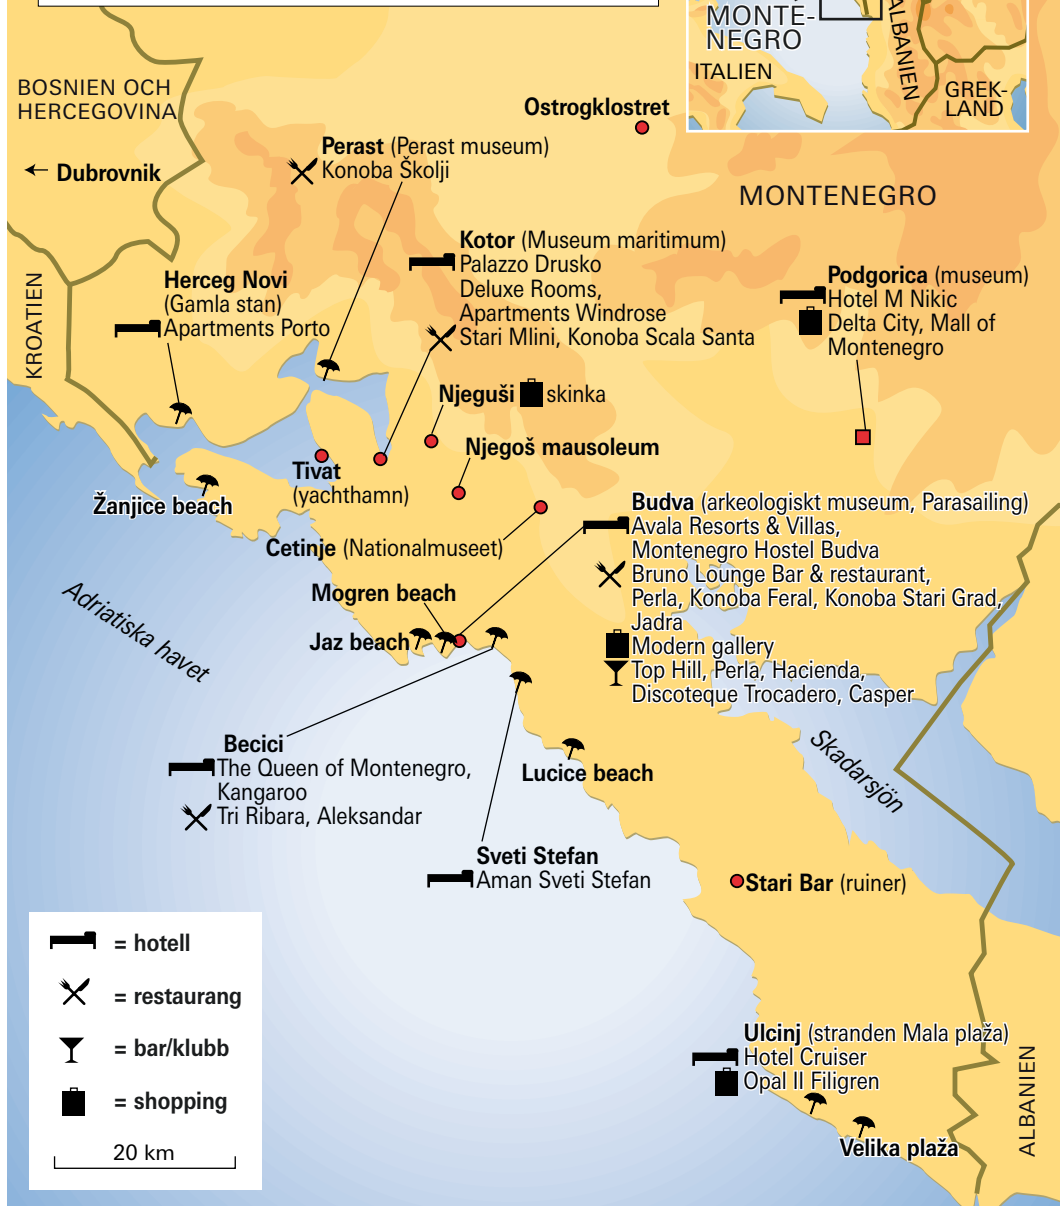 MONTE-
NEGRO
ITALIEN
ALBANIEN
GREK-
LAND
BOSNIEN OCH
HERCEGOVINA
Dubrovnik
Ostrogklostret
Perast (Perast museum)
Konoba Školji
MONTENEGRO
Kotor (Museum maritimum)
Palazzo Drusko
Deluxe Rooms,
Apartments Windrose
Stari Mlini, Konoba Scala Santa
Podgorica (museum)
Hotel M Nikic
Delta City, Mall of
Montenegro
KROATIEN
Herceg Novi
(Gamla stan)
Apartments Porto
Njeguši skinka
Njegoš mausoleum
Tivat
(yachthamn)
Žanjice beach
Cetinje (Nationalmuseet)
Budva (arkeologiskt museum, Parasailing)
Avala Resorts & Villas,
Montenegro Hostel Budva
Bruno Lounge Bar & restaurant,
Perla, Konoba Feral, Konoba Stari Grad,
Jadra
Modern gallery
Top Hill, Perla, Hacienda,
Discoteque Trocadero, Casper
Mogren beach
Jaz beach
Adriatiska havet
Becici
The Queen of Montenegro,
Kangaroo
Tri Ribara, Aleksandar
Lucice beach
Skadarsjön
Sveti Stefan
Aman Sveti Stefan
Stari Bar (ruiner)
= hotell
= restaurang
= bar/klubb
= shopping
20 km
Ulcinj (stranden Mala plaža)
Hotel Cruiser
Opal II Filigren
Velika plaža
ALBANIEN